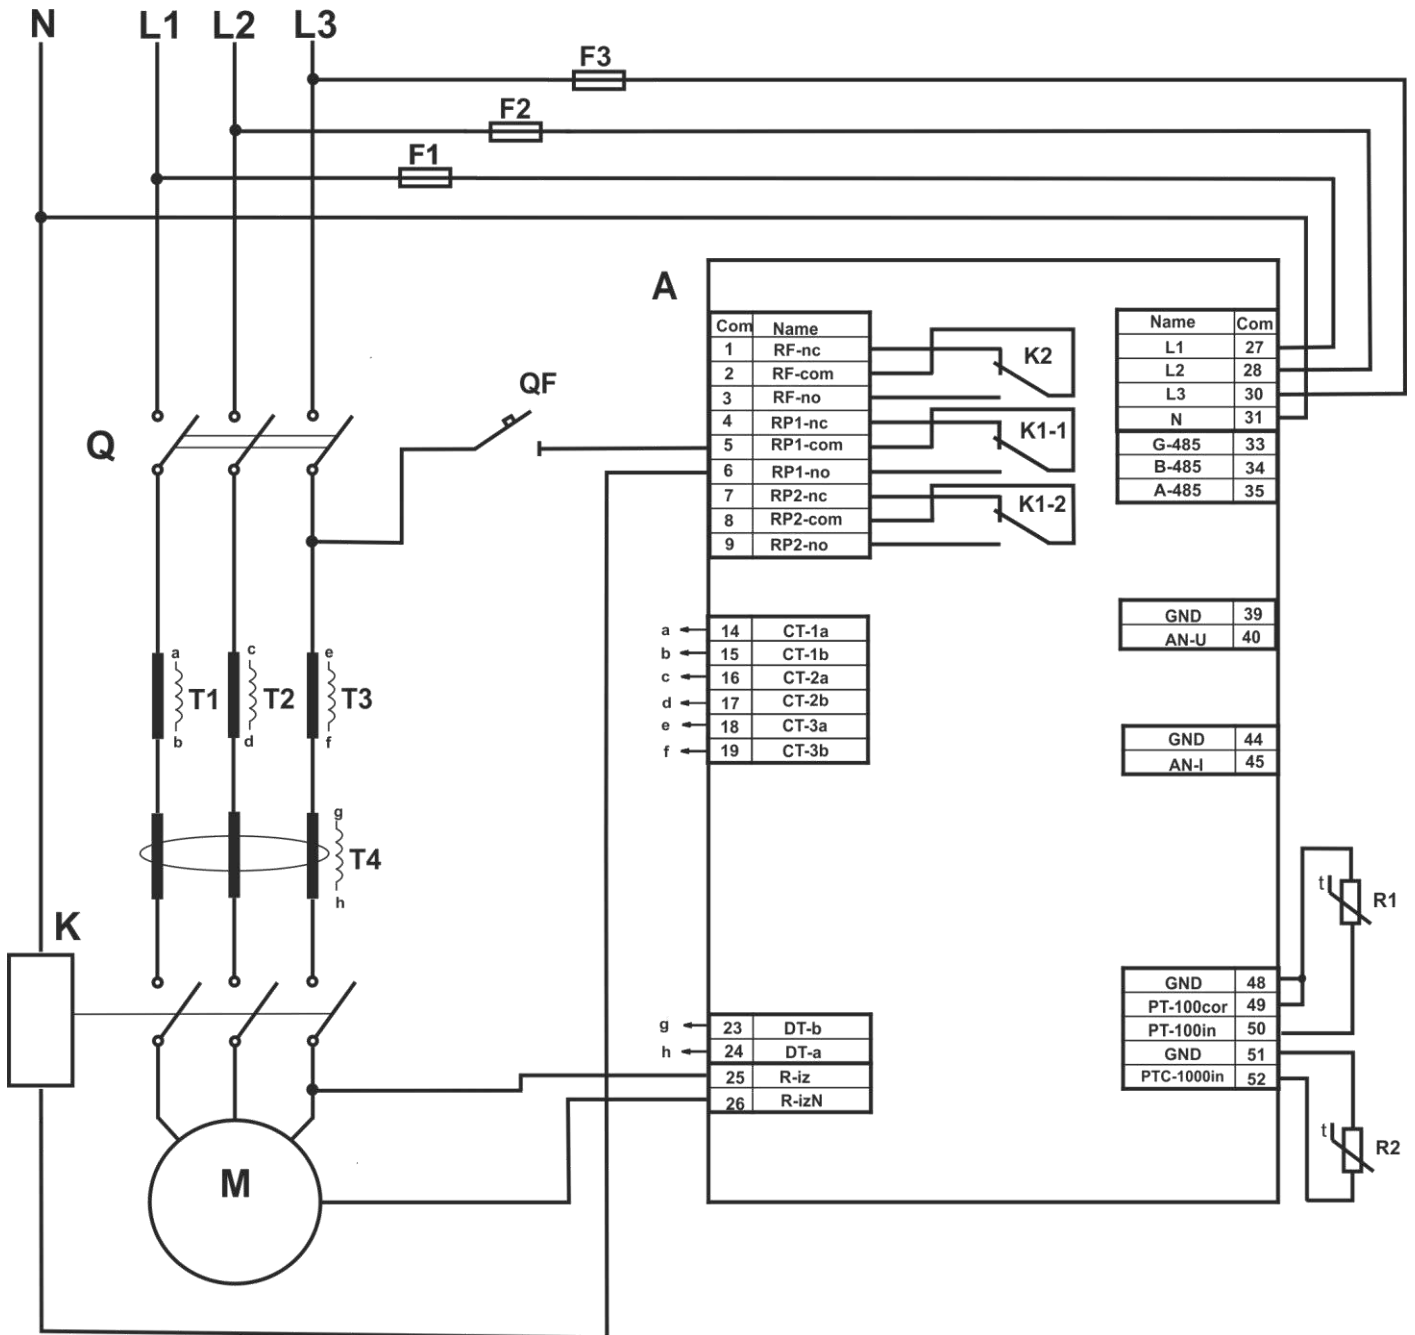 N L1 L2 L3
F3
F2
F1
A
Com Name
1 RF-nc
2 RF-com
3 RF-no
4 RP1-nc
5 RP1-com
6 RP1-no
7 RP2-nc
8 RP2-com
9 RP2-no
K2
K1-1
K1-2
Name Com
L1 27
L2 28
L3 30
N 31
G-485 33
B-485 34
A-485 35
QF
Q
GND 39
AN-U 40
a 14 CT-1a
b 15 CT-1b
c 16 CT-2a
d 17 CT-2b
e 18 CT-3a
f 19 CT-3b
a c e
T1 T2 T3
b d f
GND 44
AN-I 45
g
T4
h
K
t R1
GND 48
PT-100cor 49
PT-100in 50
GND 51
PTC-1000in 52
g 23 DT-b
h 24 DT-a
25 R-iz
26 R-izN
t R2
M